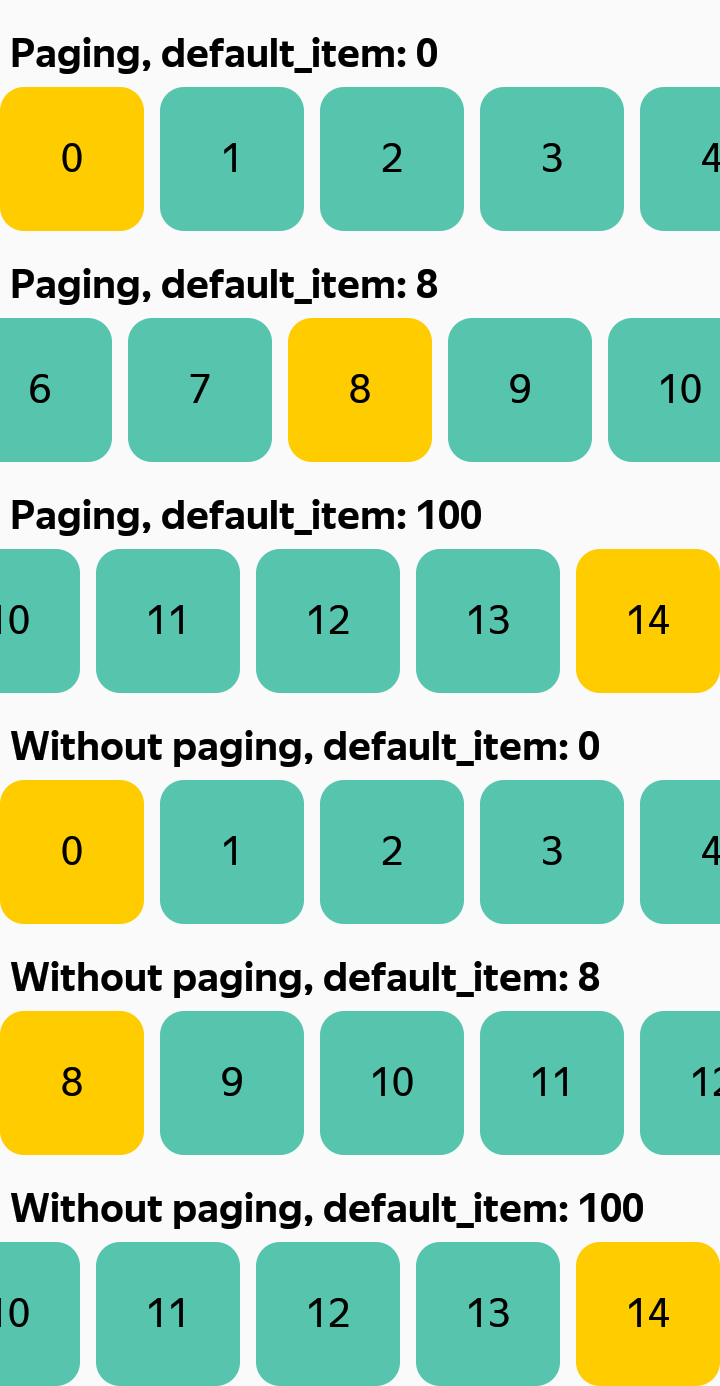 Paging, default_item: 0
0 1 2 3 4
Paging, default_item: 8
6 7 8 9 10
Paging, default_item: 100
10 11 12 13 14
Without paging, default_item: 0
0 1 2 3 4
Without paging, default_item: 8
8 9 10 11 12
Without paging, default_item: 100
10 11 12 13 14